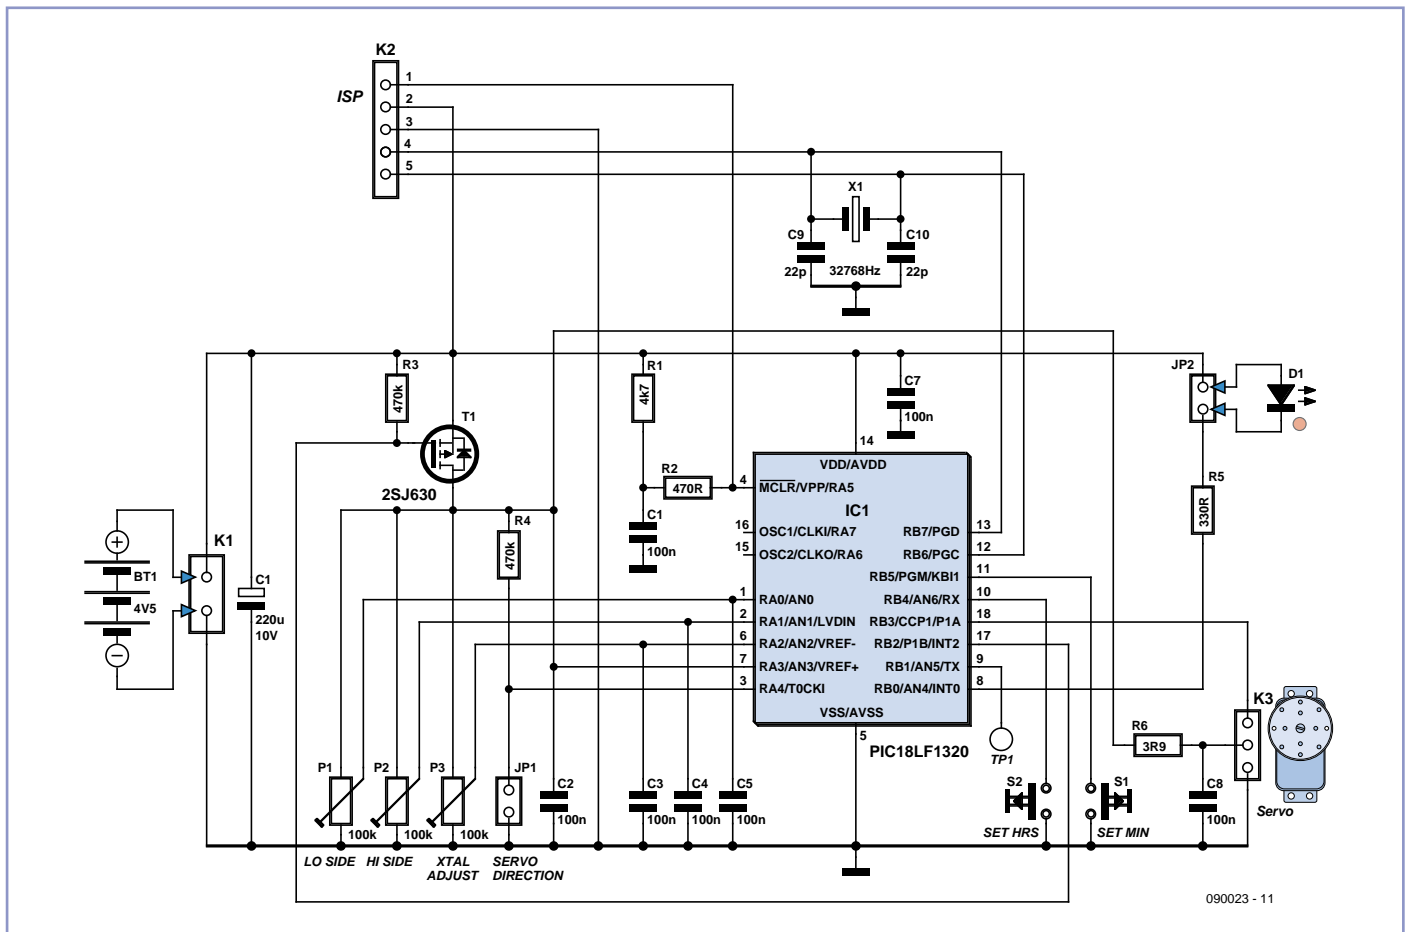 K2
ISP
1
2
3
4
5
X1
C9
22p
32768Hz
C10
22p
R3
470k
R1
4k7
C7
100n
JP2
D1
T1
2SJ630
R2
470R
R4
470k
C1
100n
R5
330R
K1
BT1
4V5
+
–
C1
220u
10V
14
VDD/AVDD
4 MCLR/VPP/RA5
IC1
16 OSC1/CLKI/RA7
RB7/PGD 13
15 OSC2/CLKO/RA6
RB6/PGC 12
RB5/PGM/KBI1 11
1 RA0/AN0
RB4/AN6/RX 10
2 RA1/AN1/LVDIN
RB3/CCP1/P1A 18
6 RA2/AN2/VREF-
RB2/P1B/INT2 17
7 RA3/AN3/VREF+
RB1/AN5/TX 9
3 RA4/T0CKI
RB0/AN4/INT0 8
VSS/AVSS
5
PIC18LF1320
TP1
K3
R6
3R9
Servo
P1
100k
P2
100k
P3
100k
JP1
C2
100n
C3
100n
C4
100n
C5
100n
S2
SET HRS
S1
SET MIN
C8
100n
LO SIDE
HI SIDE
XTAL
ADJUST
SERVO
DIRECTION
090023 - 11